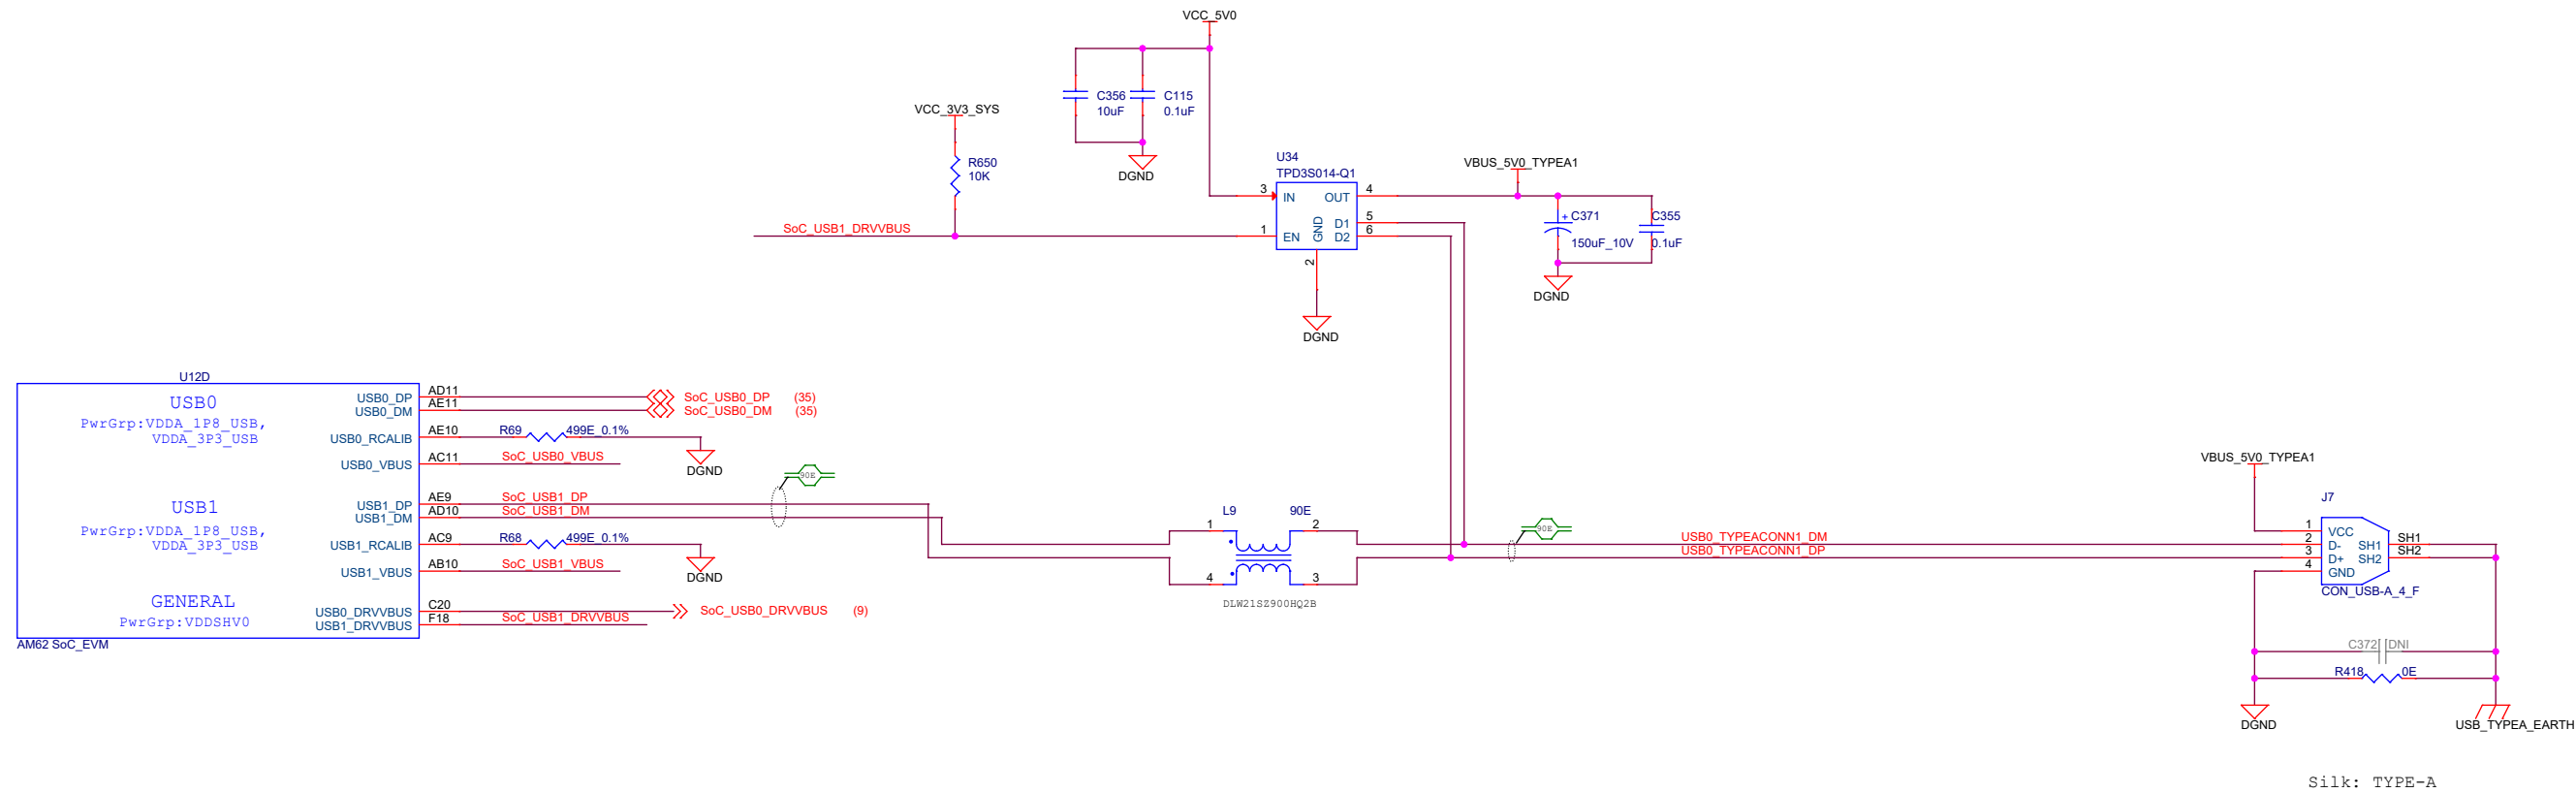 VCC_5V0
C356
10uF
C115
0.1uF
DGND
VCC_3V3_SYS
R650
10K
SoC_USB1_DRVVBUS
U34
TPD3S014-Q1
3
IN
OUT
4
D1
5
1
EN
GND
D2
6
2
DGND
VBUS_5V0_TYPEA1
C371
+
150uF_10V
C355
0.1uF
DGND
U12D
USB0
PwrGrp:VDDA_1P8_USB,
VDDA_3P3_USB
USB0_DP
AD11
SoC_USB0_DP (35)
USB0_DM
AE11
SoC_USB0_DM (35)
USB0_RCALIB
AE10
R69
499E_0.1%
DGND
USB0_VBUS
AC11
SoC_USB0_VBUS
USB1
PwrGrp:VDDA_1P8_USB,
VDDA_3P3_USB
USB1_DP
AE9
SoC_USB1_DP
USB1_DM
AD10
SoC_USB1_DM
90E
USB1_RCALIB
AC9
R68
499E_0.1%
DGND
USB1_VBUS
AB10
SoC_USB1_VBUS
GENERAL
PwrGrp:VDDSHV0
USB0_DRVVBUS
C20
SoC_USB0_DRVVBUS (9)
USB1_DRVVBUS
F18
SoC_USB1_DRVVBUS
AM62 SoC_EVM
L9
90E
1
2
4
3
DLW21SZ900HQ2B
90E
USB0_TYPEACONN1_DM
USB0_TYPEACONN1_DP
VBUS_5V0_TYPEA1
J7
1
VCC
2
D-
SH1
SH1
3
D+
SH2
SH2
4
GND
CON_USB-A_4_F
C372
DNI
R418
0E
DGND
USB_TYPEA_EARTH
Silk: TYPE-A